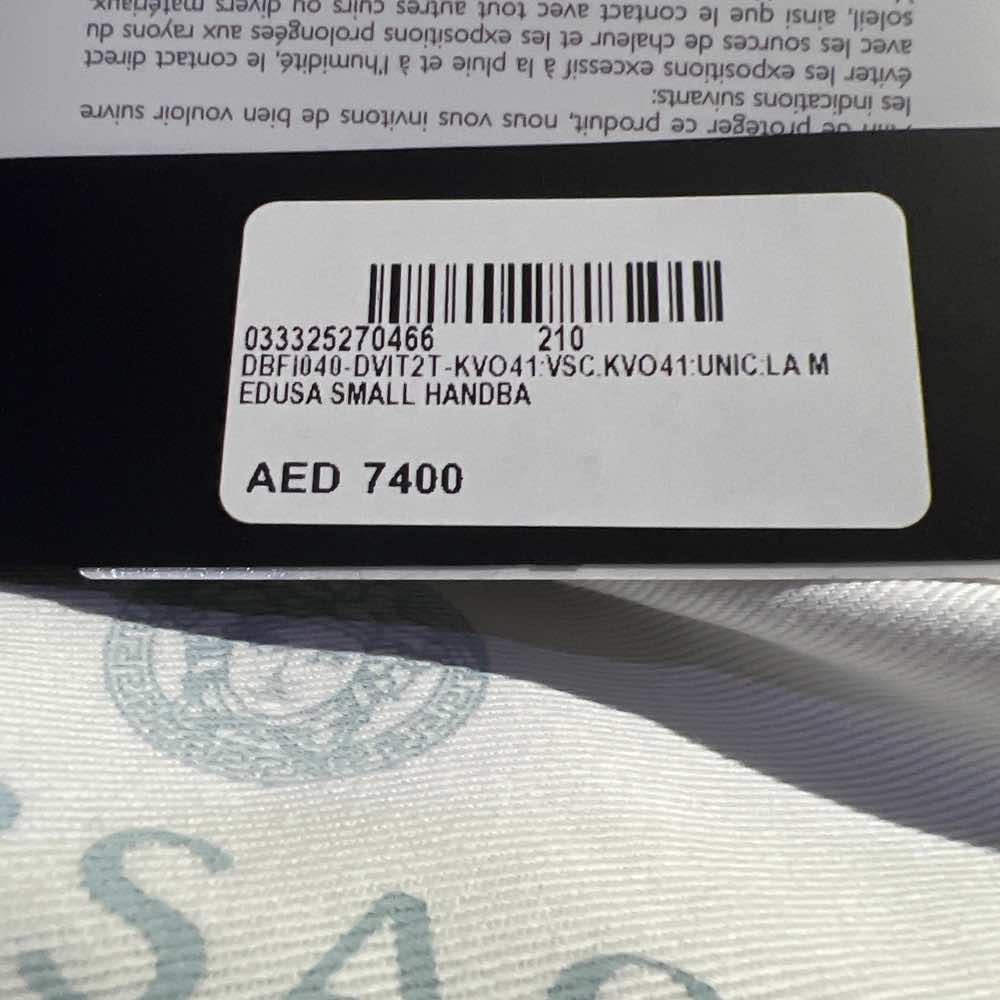 de protéger ce produit, nous vous invitons de bien vouloir suivre
les indications suivants:
éviter les expositions excessif à la pluie et à l'humidité, le contact direct
avec les sources de chaleur et les expositions prolongées aux rayons du
soleil, ainsi que le contact avec tout autres cuirs ou divers matériaux.
033325270466 210
DBFI040-DVIT2T-KVO41:VSC.KVO41:UNIC:LA M
EDUSA SMALL HANDBA
AED 7400
SAC